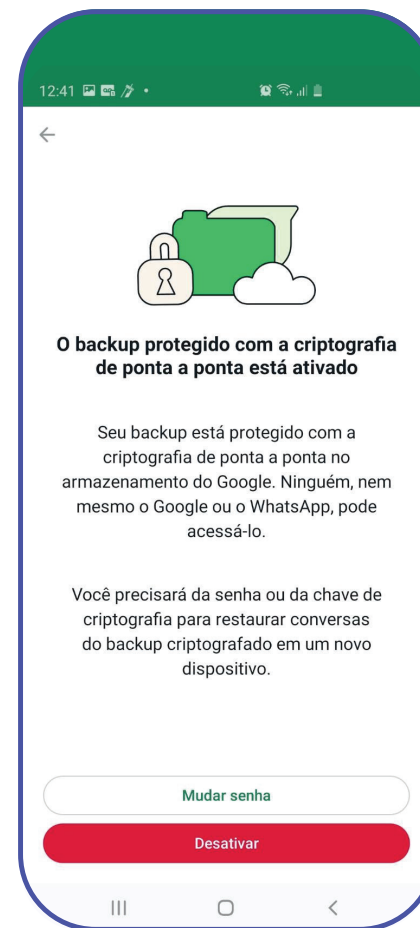 12:41
O backup protegido com a criptografia
de ponta a ponta está ativado
Seu backup está protegido com a
criptografia de ponta a ponta no
armazenamento do Google. Ninguém, nem
mesmo o Google ou o WhatsApp, pode
acessá-lo.
Você precisará da senha ou da chave de
criptografia para restaurar conversas
do backup criptografado em um novo
dispositivo.
Mudar senha
Desativar